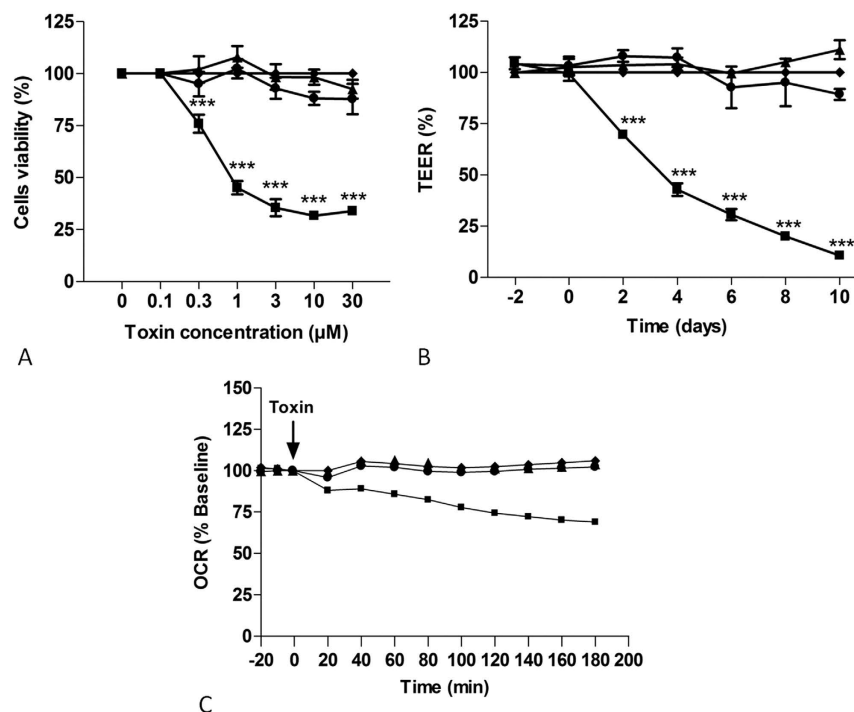 125
100
75
50
25
0
Cells viability (%)
***
***
***
***
***
0 0.1 0.3 1 3 10 30
Toxin concentration (µM)
A
125
100
75
50
25
0
TEER (%)
***
***
***
***
***
-2 0 2 4 6 8 10
Time (days)
B
150
125
100
75
50
25
0
OCR (% Baseline)
Toxin
-20 0 20 40 60 80 100 120 140 160 180 200
Time (min)
C